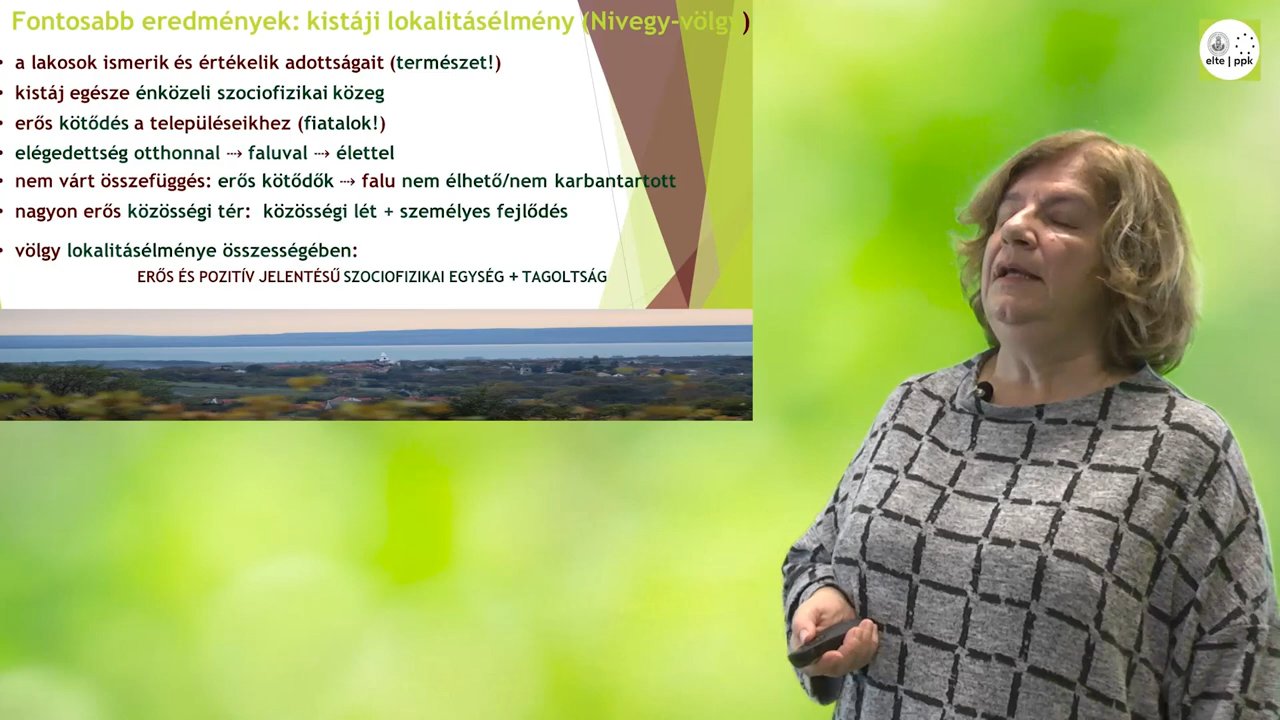 Fontosabb eredmények: kistáji lokalitásélmény (Nivegy-völgy)
• a lakosok ismerik és értékelik adottságait (természet!)
• kistáj egésze énközeli szociofizikai közeg
• erős kötődés a településeikhez (fiatalok!)
• elégedettség otthonnal ⤏ faluval ⤏ élettel
• nem várt összefüggés: erős kötődők ⤏ falu nem élhető/nem karbantartott
• nagyon erős közösségi tér: közösségi lét + személyes fejlődés
• völgy lokalitásélménye összességében:
ERŐS ÉS POZITÍV JELENTÉSŰ SZOCIOFIZIKAI EGYSÉG + TAGOLTSÁG
elte | ppk